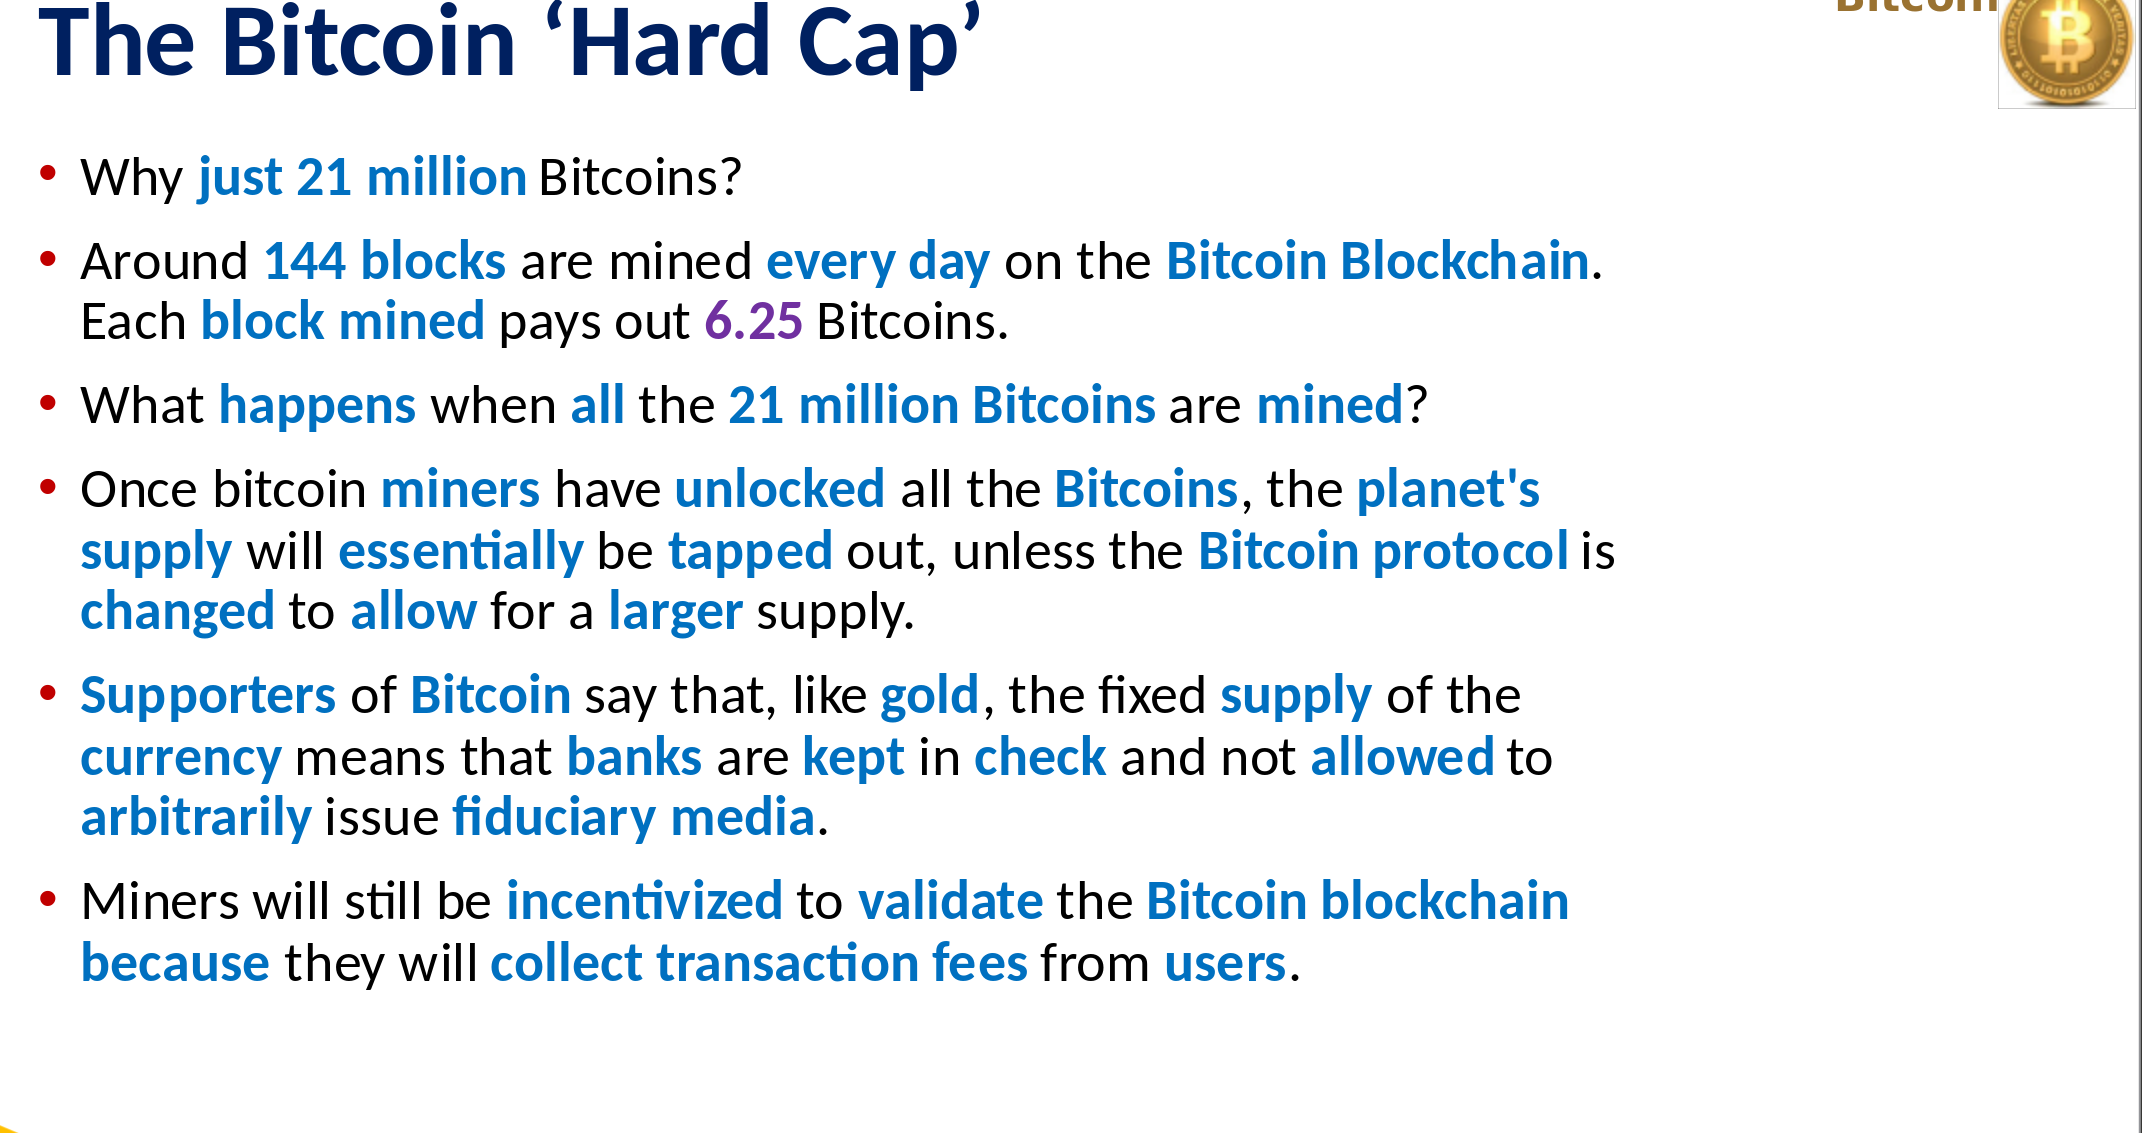 The Bitcoin ‘Hard Cap’
Bitcoin
• Why just 21 million Bitcoins?
• Around 144 blocks are mined every day on the Bitcoin Blockchain.
Each block mined pays out 6.25 Bitcoins.
• What happens when all the 21 million Bitcoins are mined?
• Once bitcoin miners have unlocked all the Bitcoins, the planet's
supply will essentially be tapped out, unless the Bitcoin protocol is
changed to allow for a larger supply.
• Supporters of Bitcoin say that, like gold, the fixed supply of the
currency means that banks are kept in check and not allowed to
arbitrarily issue fiduciary media.
• Miners will still be incentivized to validate the Bitcoin blockchain
because they will collect transaction fees from users.